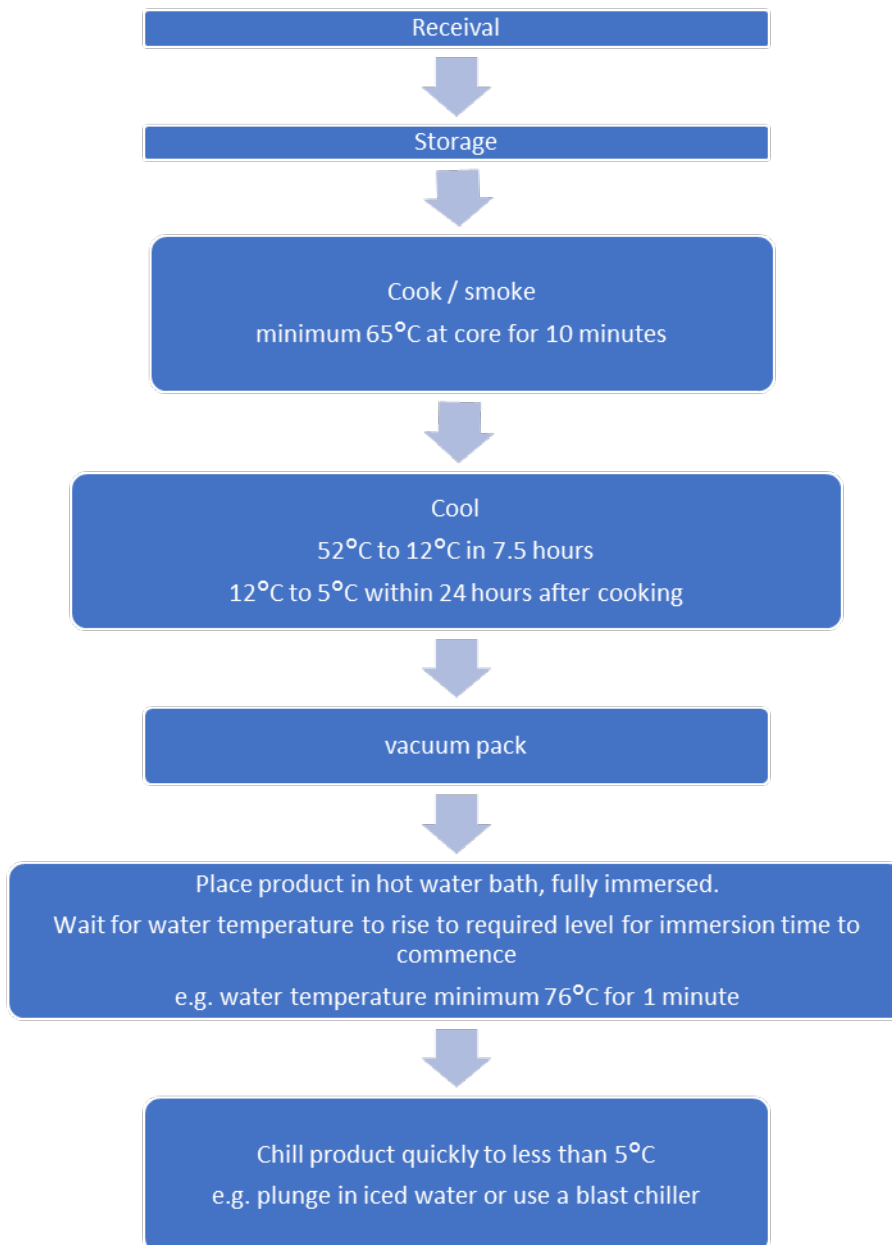 Receival
Storage
Cook / smoke
minimum 65°C at core for 10 minutes
Cool
52°C to 12°C in 7.5 hours
12°C to 5°C within 24 hours after cooking
vacuum pack
Place product in hot water bath, fully immersed.
Wait for water temperature to rise to required level for immersion time to
commence
e.g. water temperature minimum 76°C for 1 minute
Chill product quickly to less than 5°C
e.g. plunge in iced water or use a blast chiller